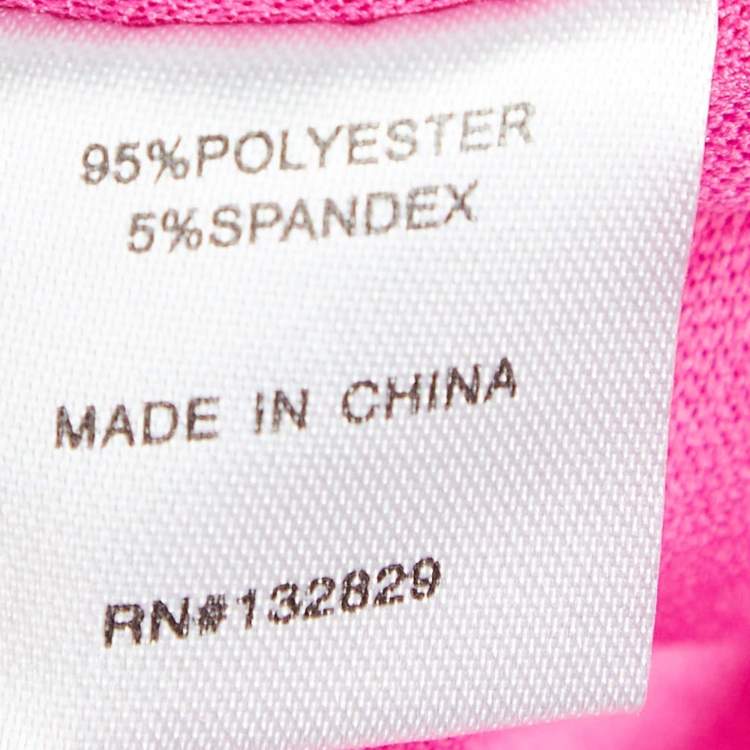 95%POLYESTER
5%SPANDEX
MADE IN CHINA
RN#132829